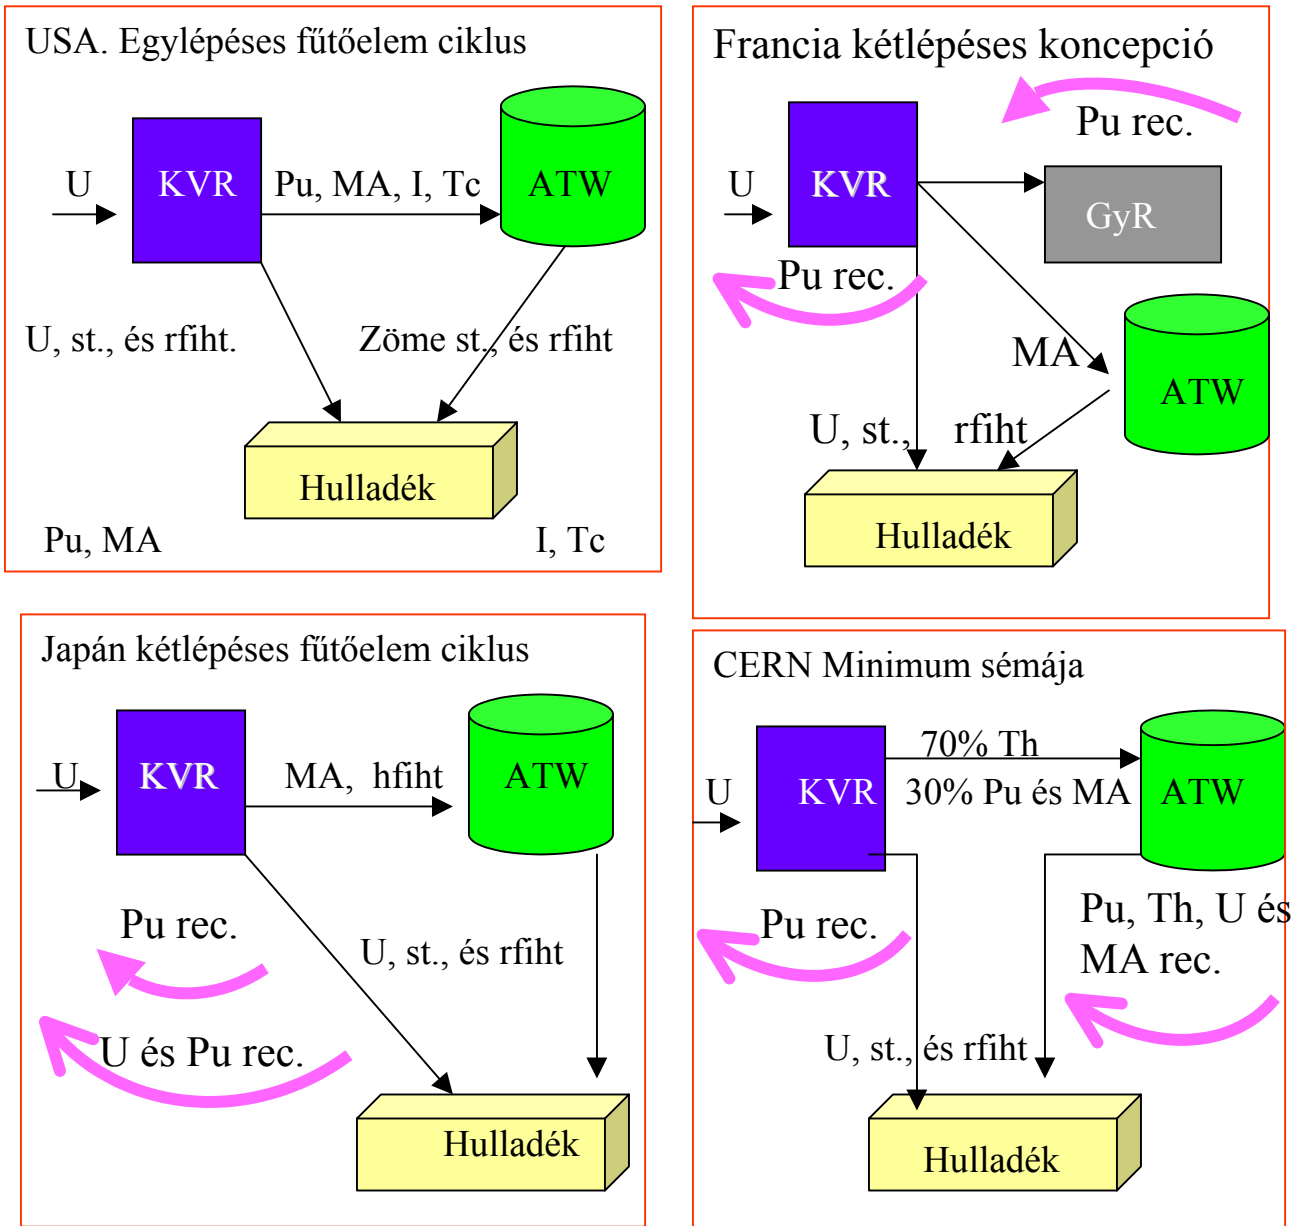 USA. Egylépéses fűtőelem ciklus
U
KVR
Pu, MA, I, Tc
ATW
U, st., és rfiht.
Zöme st., és rfiht
Hulladék
Pu, MA
I, Tc
Francia kétlépéses koncepció
Pu rec.
U
KVR
GyR
Pu rec.
MA
ATW
U, st., rfiht
Hulladék
Japán kétlépéses fűtőelem ciklus
U
KVR
MA, hfiht
ATW
Pu rec.
U, st., és rfiht
U és Pu rec.
Hulladék
CERN Minimum sémája
70% Th
U
KVR
30% Pu és MA
ATW
Pu rec.
Pu, Th, U és
MA rec.
U, st., és rfiht
Hulladék